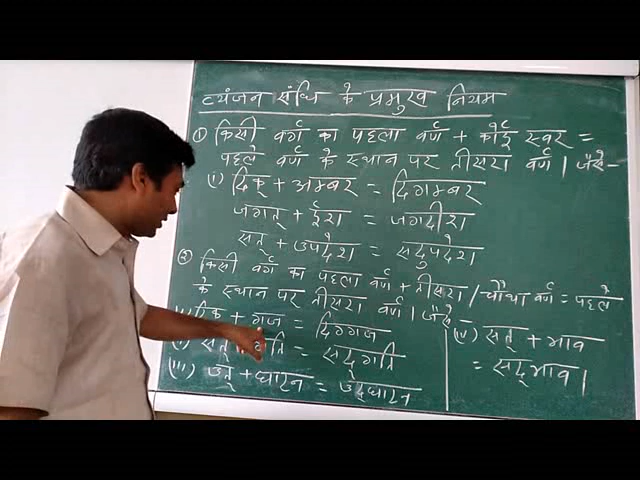 व्यंजन संधि के प्रमुख नियम
① किसी वर्ग का पहला वर्ण + कोई स्वर =
पहले वर्ण के स्थान पर तीसरा वर्ण। जैसे-
(i) दिक् + अम्बर = दिगम्बर
जगत् + ईश = जगदीश
सत् + उपदेश = सदुपदेश
② किसी वर्ग का पहला वर्ण + तीसरा / चौथा वर्ण = पहले
के स्थान पर तीसरा वर्ण। जैसे-
दिक् + गज = दिग्गज
सत् गति = सद्गति
(iii) उत् + धारन = उद्धारन
(iv) सत् + भाव
= सद्भाव।